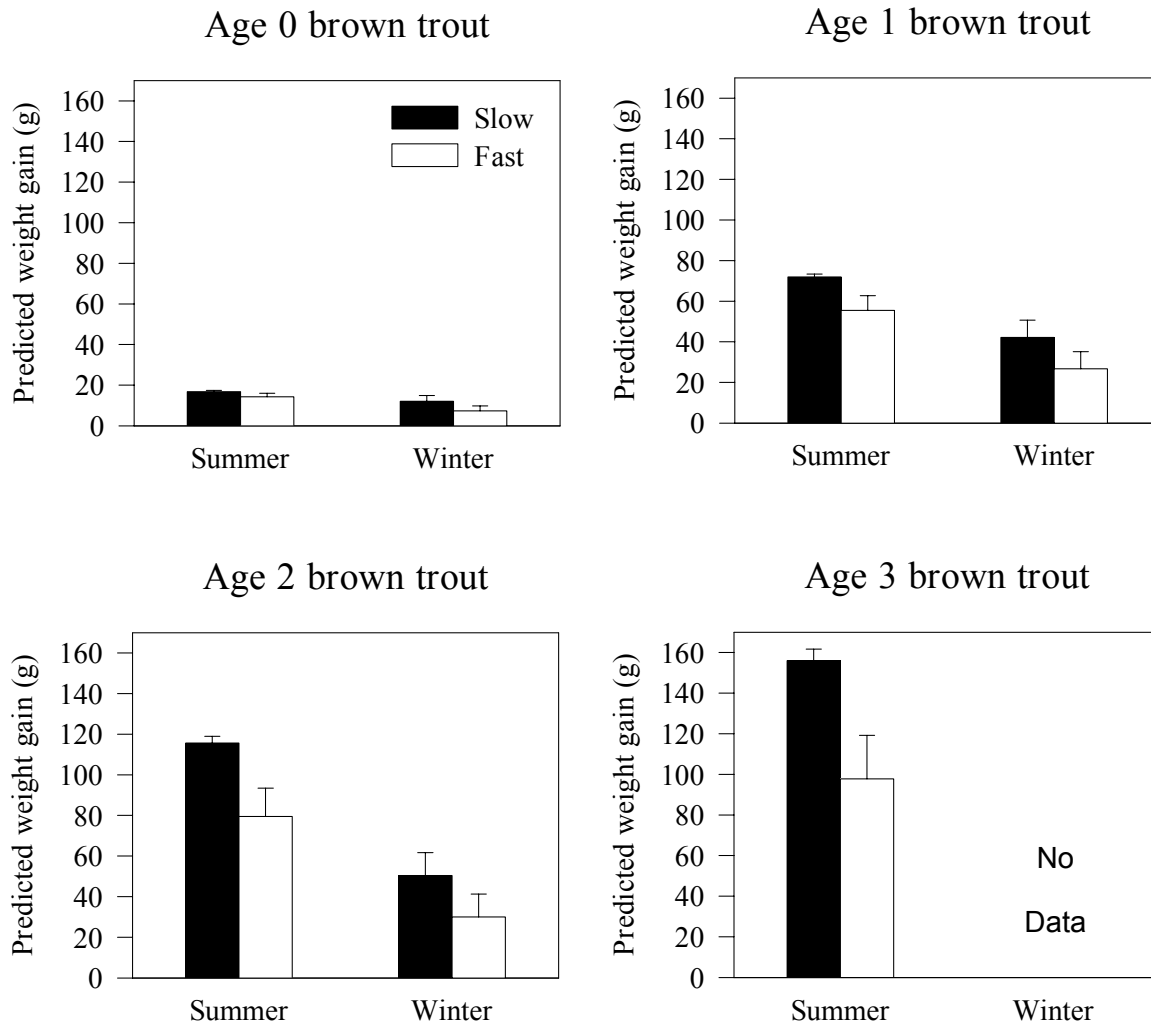 Age 0 brown trout
Predicted weight gain (g)
160
140
120
100
80
60
40
20
0
Slow
Fast
Summer Winter
Age 1 brown trout
Predicted weight gain (g)
160
140
120
100
80
60
40
20
0
Summer Winter
Age 2 brown trout
Predicted weight gain (g)
160
140
120
100
80
60
40
20
0
Summer Winter
Age 3 brown trout
Predicted weight gain (g)
160
140
120
100
80
60
40
20
0
No
Data
Summer Winter